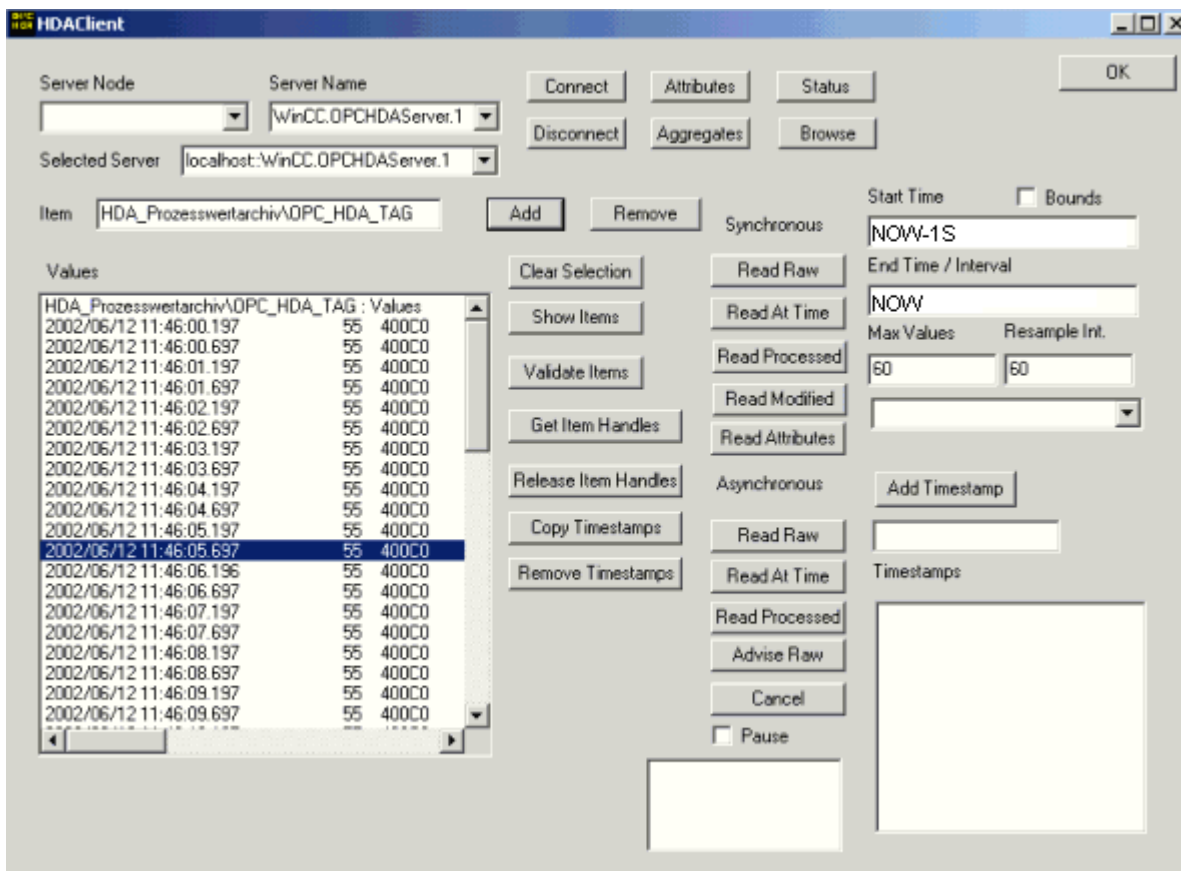 OPC HDA HDAClient
Server Node
Server Name
Connect
Attributes
Status
OK
WinCC.OPCHDAServer.1
Disconnect
Aggregates
Browse
Selected Server
localhost::WinCC.OPCHDAServer.1
Item
HDA_Prozesswertarchiv\OPC_HDA_TAG
Add
Remove
Values
HDA_Prozesswertarchiv\OPC_HDA_TAG : Values
2002/06/12 11:46:00.197 55 400C0
2002/06/12 11:46:00.697 55 400C0
2002/06/12 11:46:01.197 55 400C0
2002/06/12 11:46:01.697 55 400C0
2002/06/12 11:46:02.197 55 400C0
2002/06/12 11:46:02.697 55 400C0
2002/06/12 11:46:03.197 55 400C0
2002/06/12 11:46:03.697 55 400C0
2002/06/12 11:46:04.197 55 400C0
2002/06/12 11:46:04.697 55 400C0
2002/06/12 11:46:05.197 55 400C0
2002/06/12 11:46:05.697 55 400C0
2002/06/12 11:46:06.196 55 400C0
2002/06/12 11:46:06.697 55 400C0
2002/06/12 11:46:07.197 55 400C0
2002/06/12 11:46:07.697 55 400C0
2002/06/12 11:46:08.197 55 400C0
2002/06/12 11:46:08.697 55 400C0
2002/06/12 11:46:09.197 55 400C0
2002/06/12 11:46:09.697 55 400C0
Clear Selection
Show Items
Validate Items
Get Item Handles
Release Item Handles
Copy Timestamps
Remove Timestamps
Synchronous
Read Raw
Read At Time
Read Processed
Read Modified
Read Attributes
Asynchronous
Read Raw
Read At Time
Read Processed
Advise Raw
Cancel
Pause
Start Time
Bounds
NOW-1S
End Time / Interval
NOW
Max Values
Resample Int.
60
60
Add Timestamp
Timestamps